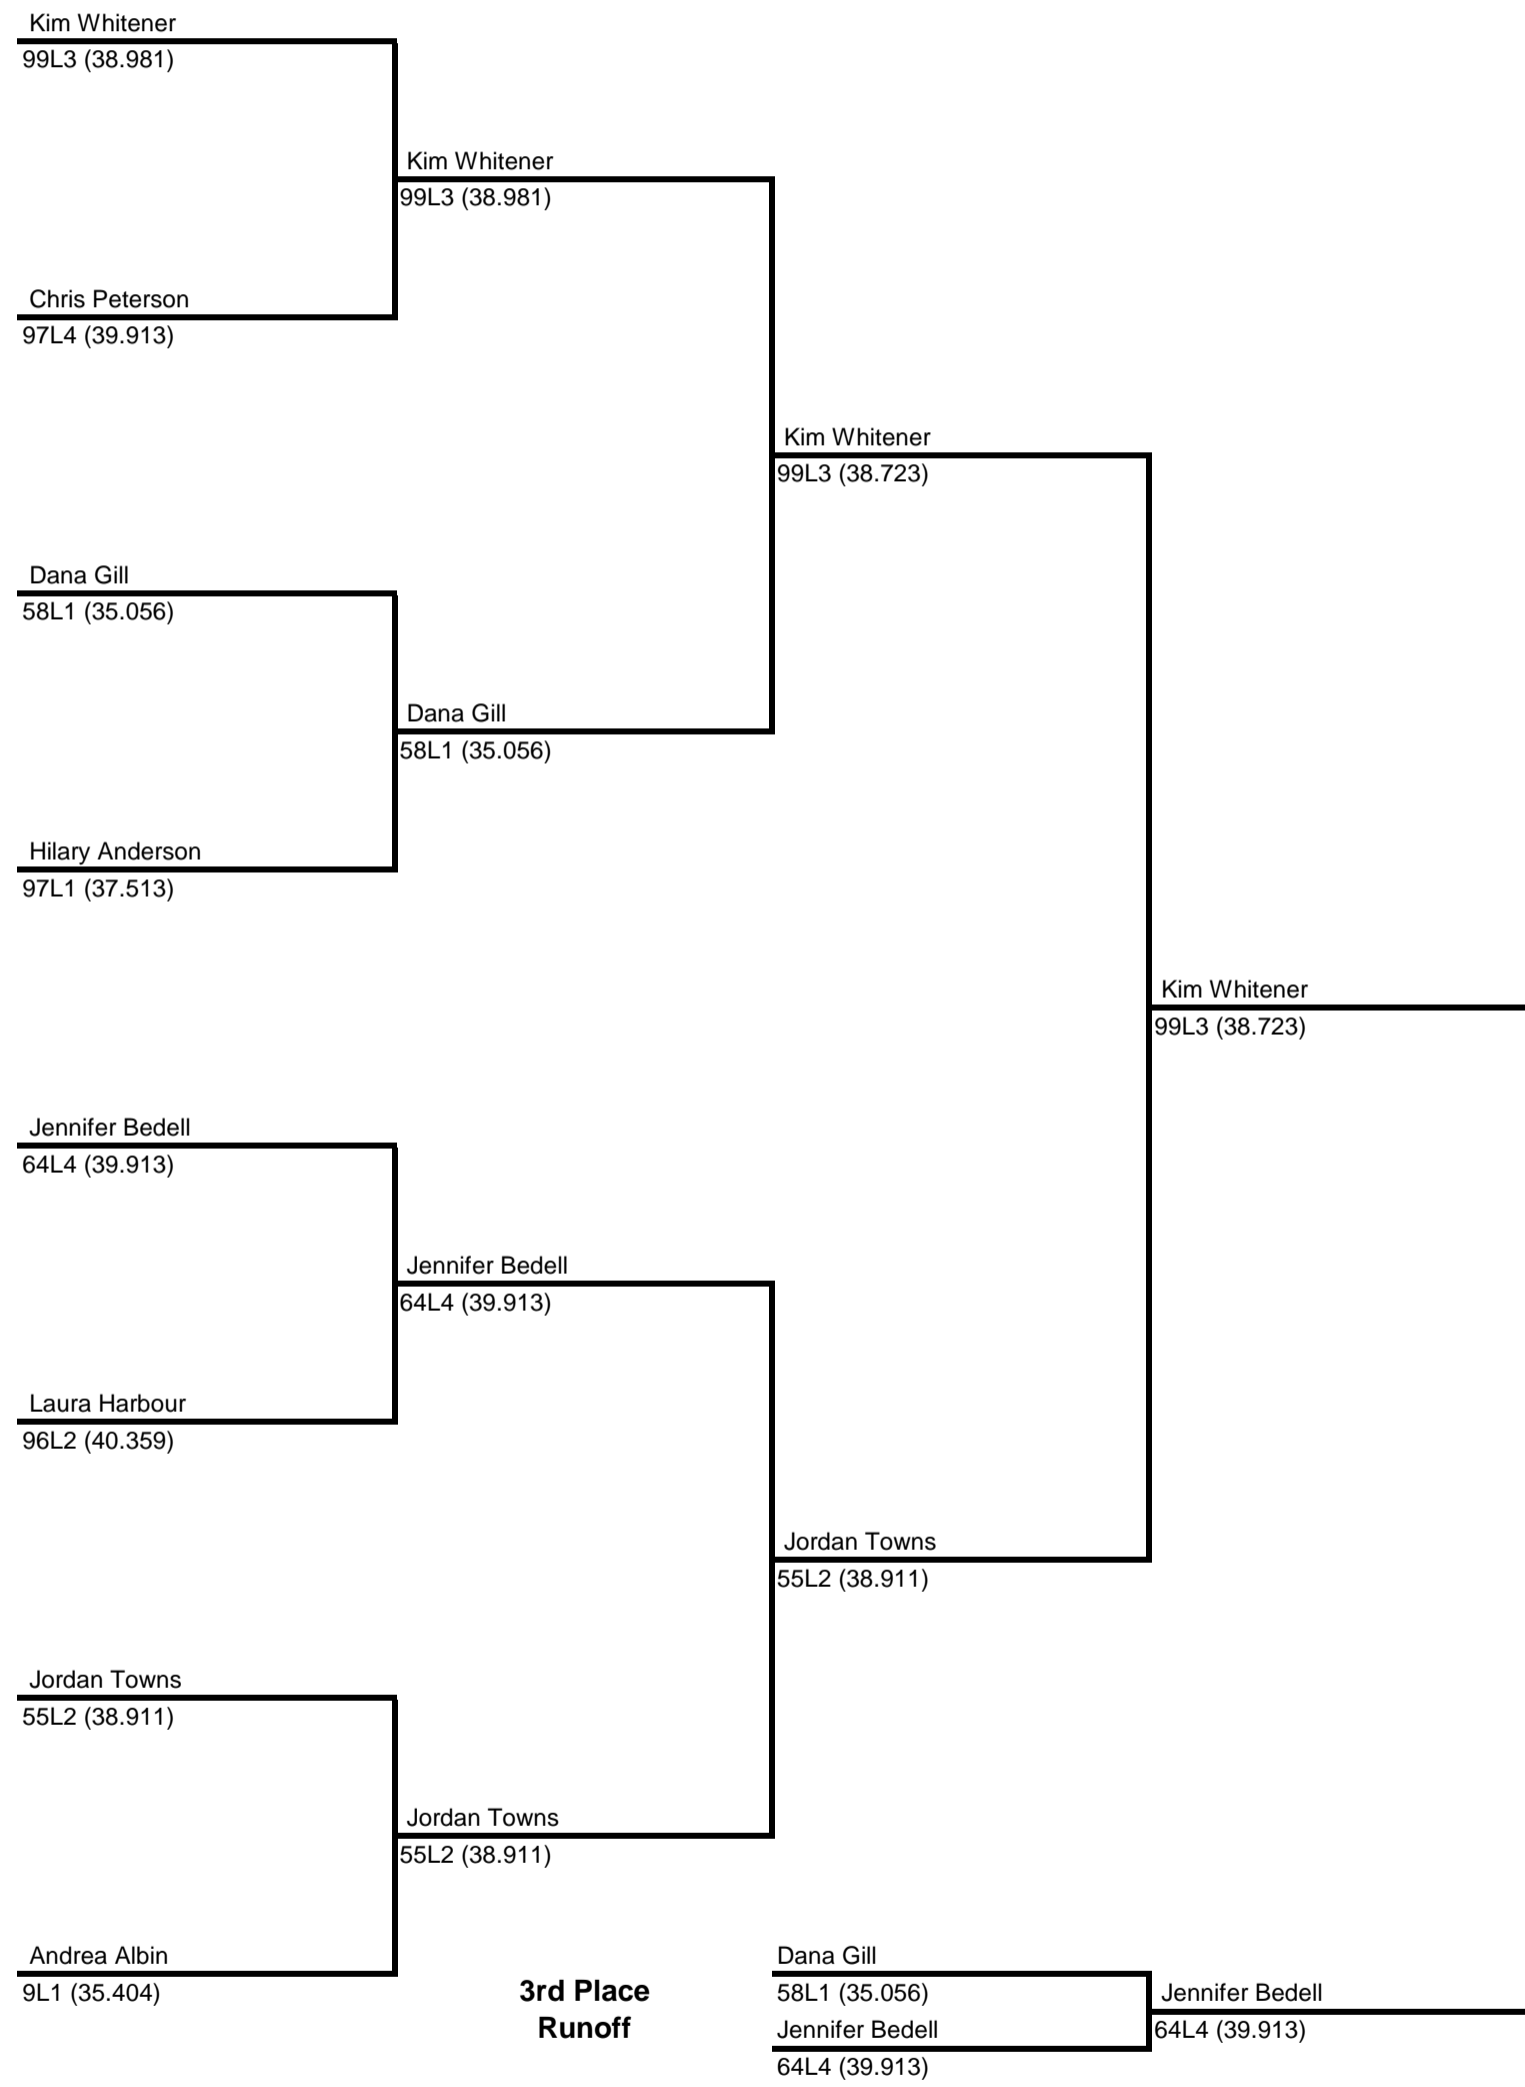 Kim Whitener
99L3 (38.981)
Kim Whitener
99L3 (38.981)
Chris Peterson
97L4 (39.913)
Kim Whitener
99L3 (38.723)
Dana Gill
58L1 (35.056)
Dana Gill
58L1 (35.056)
Hilary Anderson
97L1 (37.513)
Kim Whitener
99L3 (38.723)
Jennifer Bedell
64L4 (39.913)
Jennifer Bedell
64L4 (39.913)
Laura Harbour
96L2 (40.359)
Jordan Towns
55L2 (38.911)
Jordan Towns
55L2 (38.911)
Jordan Towns
55L2 (38.911)
Andrea Albin
9L1 (35.404)
3rd Place
Runoff
Dana Gill
58L1 (35.056)
Jennifer Bedell
64L4 (39.913)
Jennifer Bedell
64L4 (39.913)